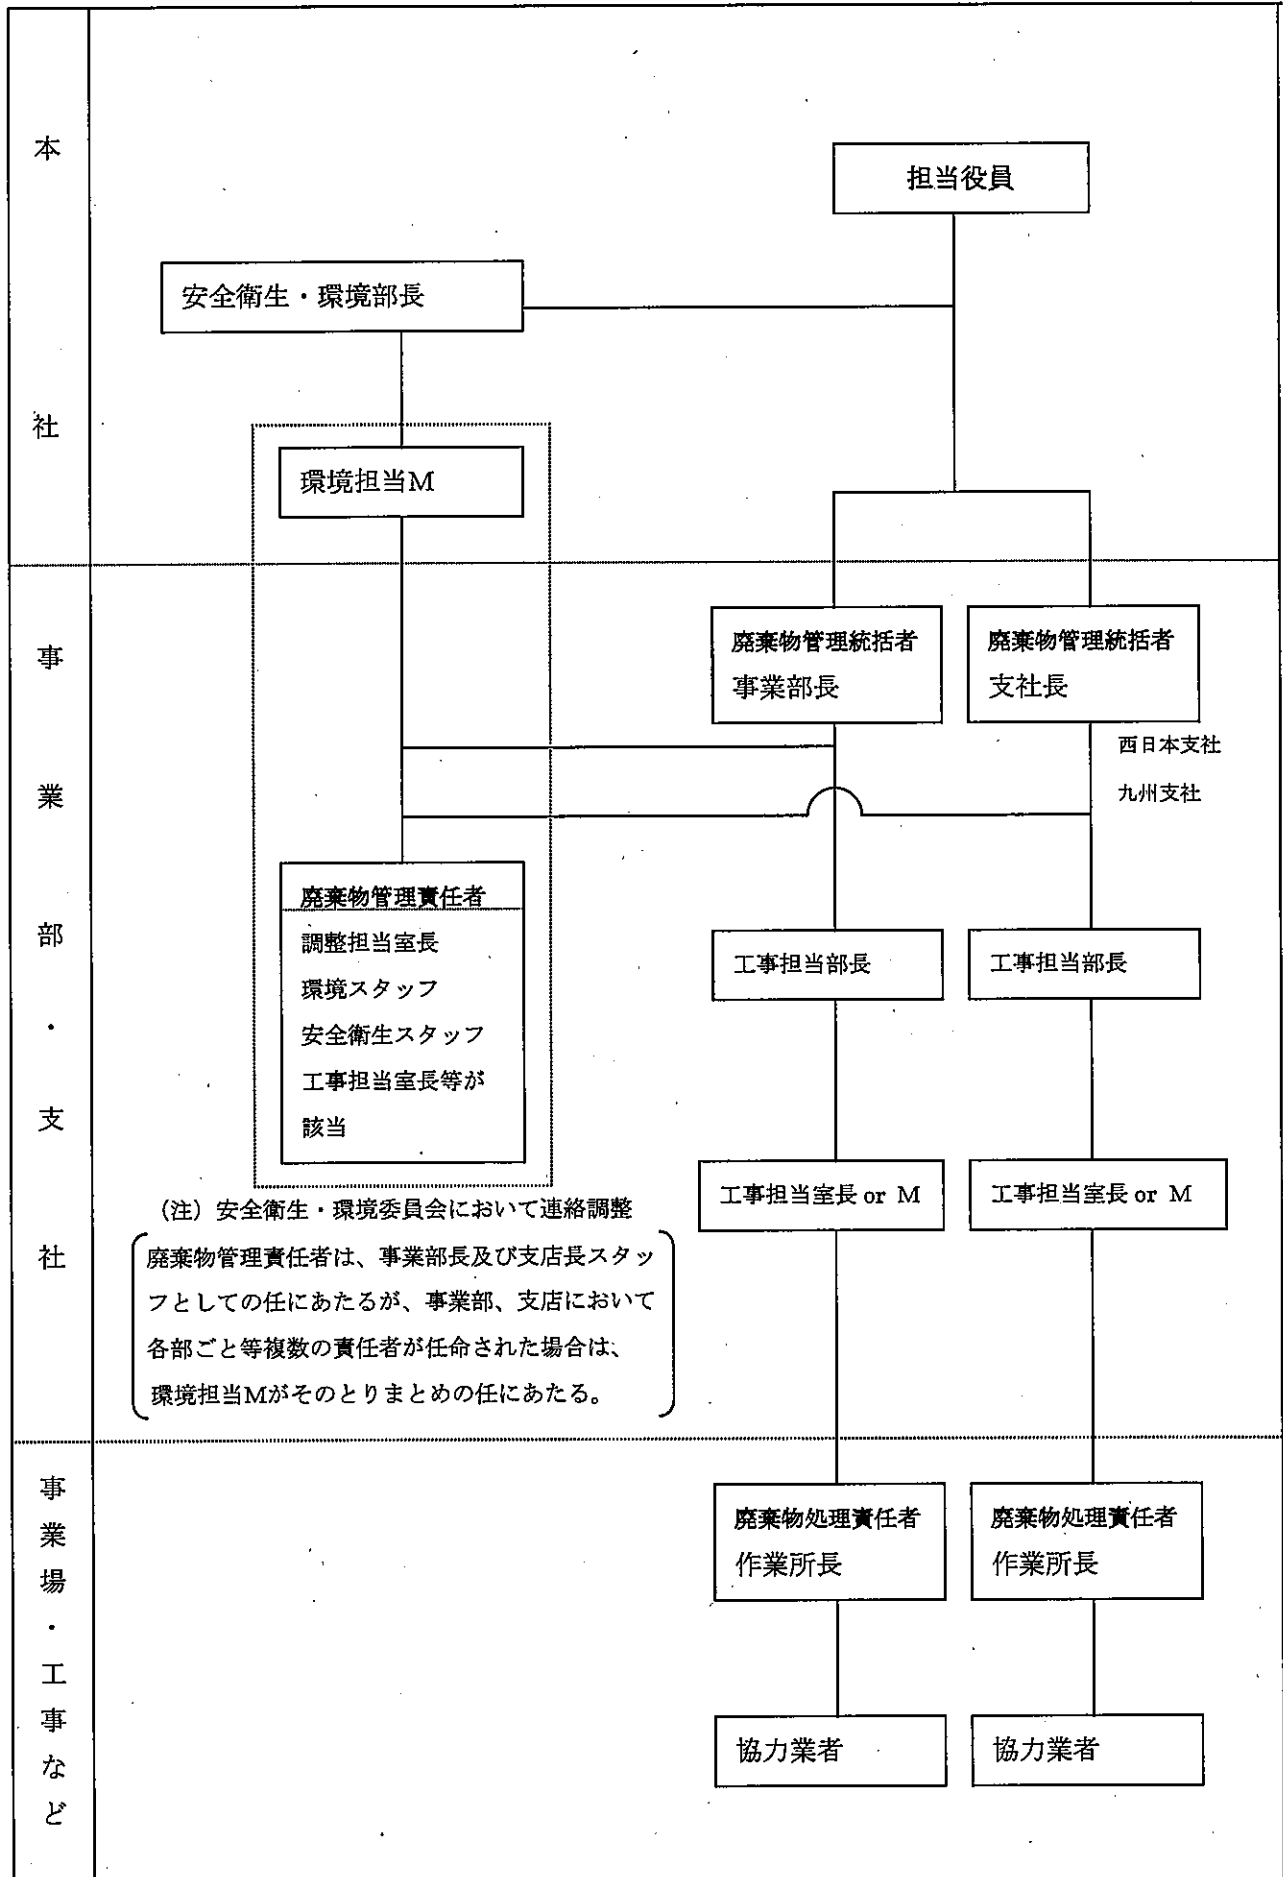 本社
担当役員
安全衛生・環境部長
環境担当M
事業部・支社
廃棄物管理統括者
事業部長
廃棄物管理統括者
支社長
西日本支社
九州支社
廃棄物管理責任者
調整担当室長
環境スタッフ
安全衛生スタッフ
工事担当室長等が
該当
工事担当部長
工事担当部長
工事担当室長 or M
工事担当室長 or M
(注) 安全衛生・環境委員会において連絡調整
廃棄物管理責任者は、事業部長及び支店長スタッ
フとしての任にあたるが、事業部、支店において
各部ごと等複数の責任者が任命された場合は、
環境担当Mがそのとりまとめの任にあたる。
事業場・工事など
廃棄物処理責任者
作業所長
廃棄物処理責任者
作業所長
協力業者
協力業者